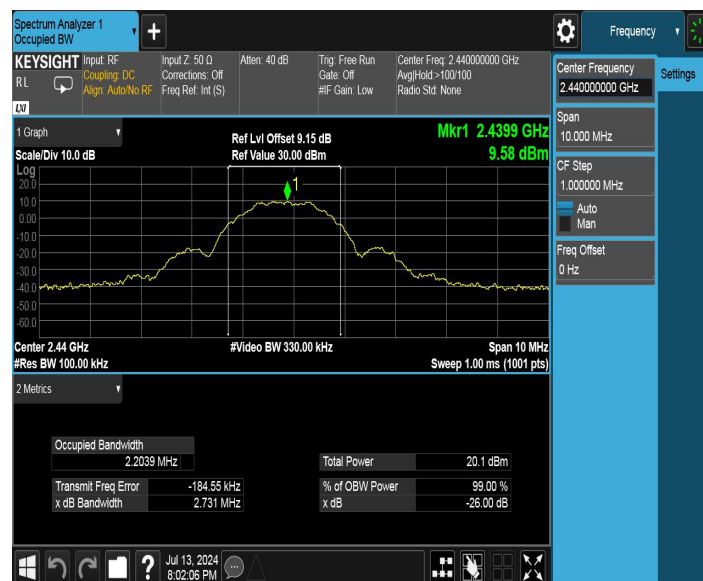 Spectrum Analyzer 1
Occupied BW
+
Frequency
KEYSIGHT
RL
LXI
Input: RF
Coupling: DC
Align: Auto/No RF
Input Z: 50 Ω
Corrections: Off
Freq Ref: Int (S)
Atten: 40 dB
Trig: Free Run
Gate: Off
#IF Gain: Low
Center Freq: 2.440000000 GHz
Avg|Hold:>100/100
Radio Std: None
Center Frequency
2.440000000 GHz
Settings
Span
10.000 MHz
CF Step
1.000000 MHz
Auto
Man
Freq Offset
0 Hz
1 Graph
Scale/Div 10.0 dB
Ref Lvl Offset 9.15 dB
Ref Value 30.00 dBm
Mkr1 2.4399 GHz
9.58 dBm
Log
20.0
10.0
0.00
-10.0
-20.0
-30.0
-40.0
-50.0
-60.0
1
Center 2.44 GHz
#Video BW 330.00 kHz
Span 10 MHz
#Res BW 100.00 kHz
Sweep 1.00 ms (1001 pts)
2 Metrics
Occupied Bandwidth
2.2039 MHz
Total Power 20.1 dBm
Transmit Freq Error -184.55 kHz
% of OBW Power 99.00 %
x dB Bandwidth 2.731 MHz
x dB -26.00 dB
?
Jul 13, 2024
8:02:06 PM